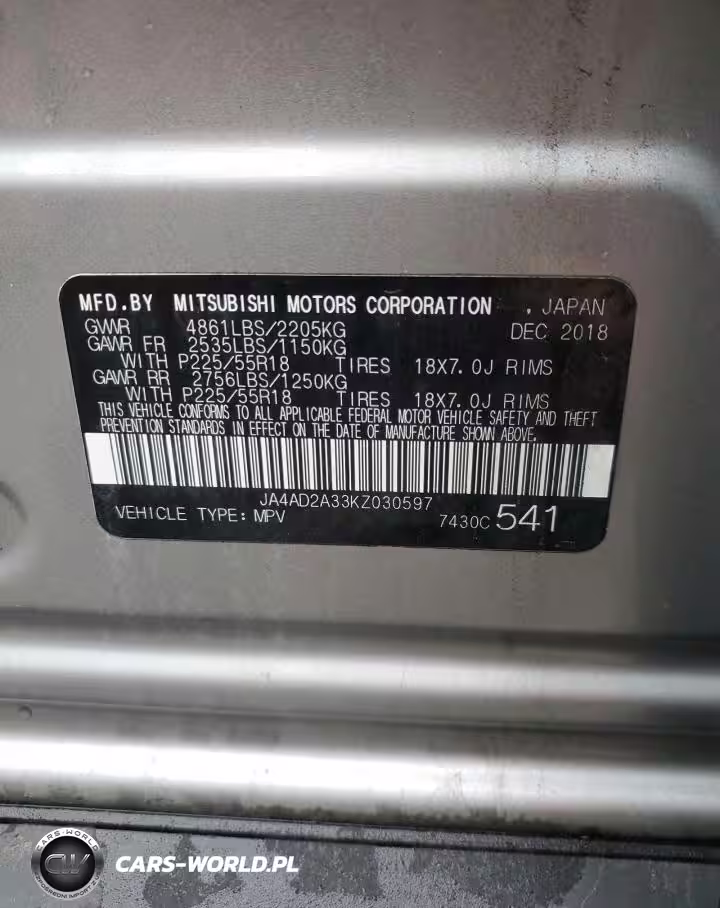 MFD.BY MITSUBISHI MOTORS CORPORATION , JAPAN
GVWR 4861LBS/2205KG DEC 2018
GAWR FR 2535LBS/1150KG
WITH P225/55R18 TIRES 18X7.0J RIMS
GAWR RR 2756LBS/1250KG
WITH P225/55R18 TIRES 18X7.0J RIMS
THIS VEHICLE CONFORMS TO ALL APPLICABLE FEDERAL MOTOR VEHICLE SAFETY AND THEFT
PREVENTION STANDARDS IN EFFECT ON THE DATE OF MANUFACTURE SHOWN ABOVE.
JA4AD2A33KZ030597
VEHICLE TYPE: MPV 7430C 541
CARS-WORLD
CARS-WORLD.PL